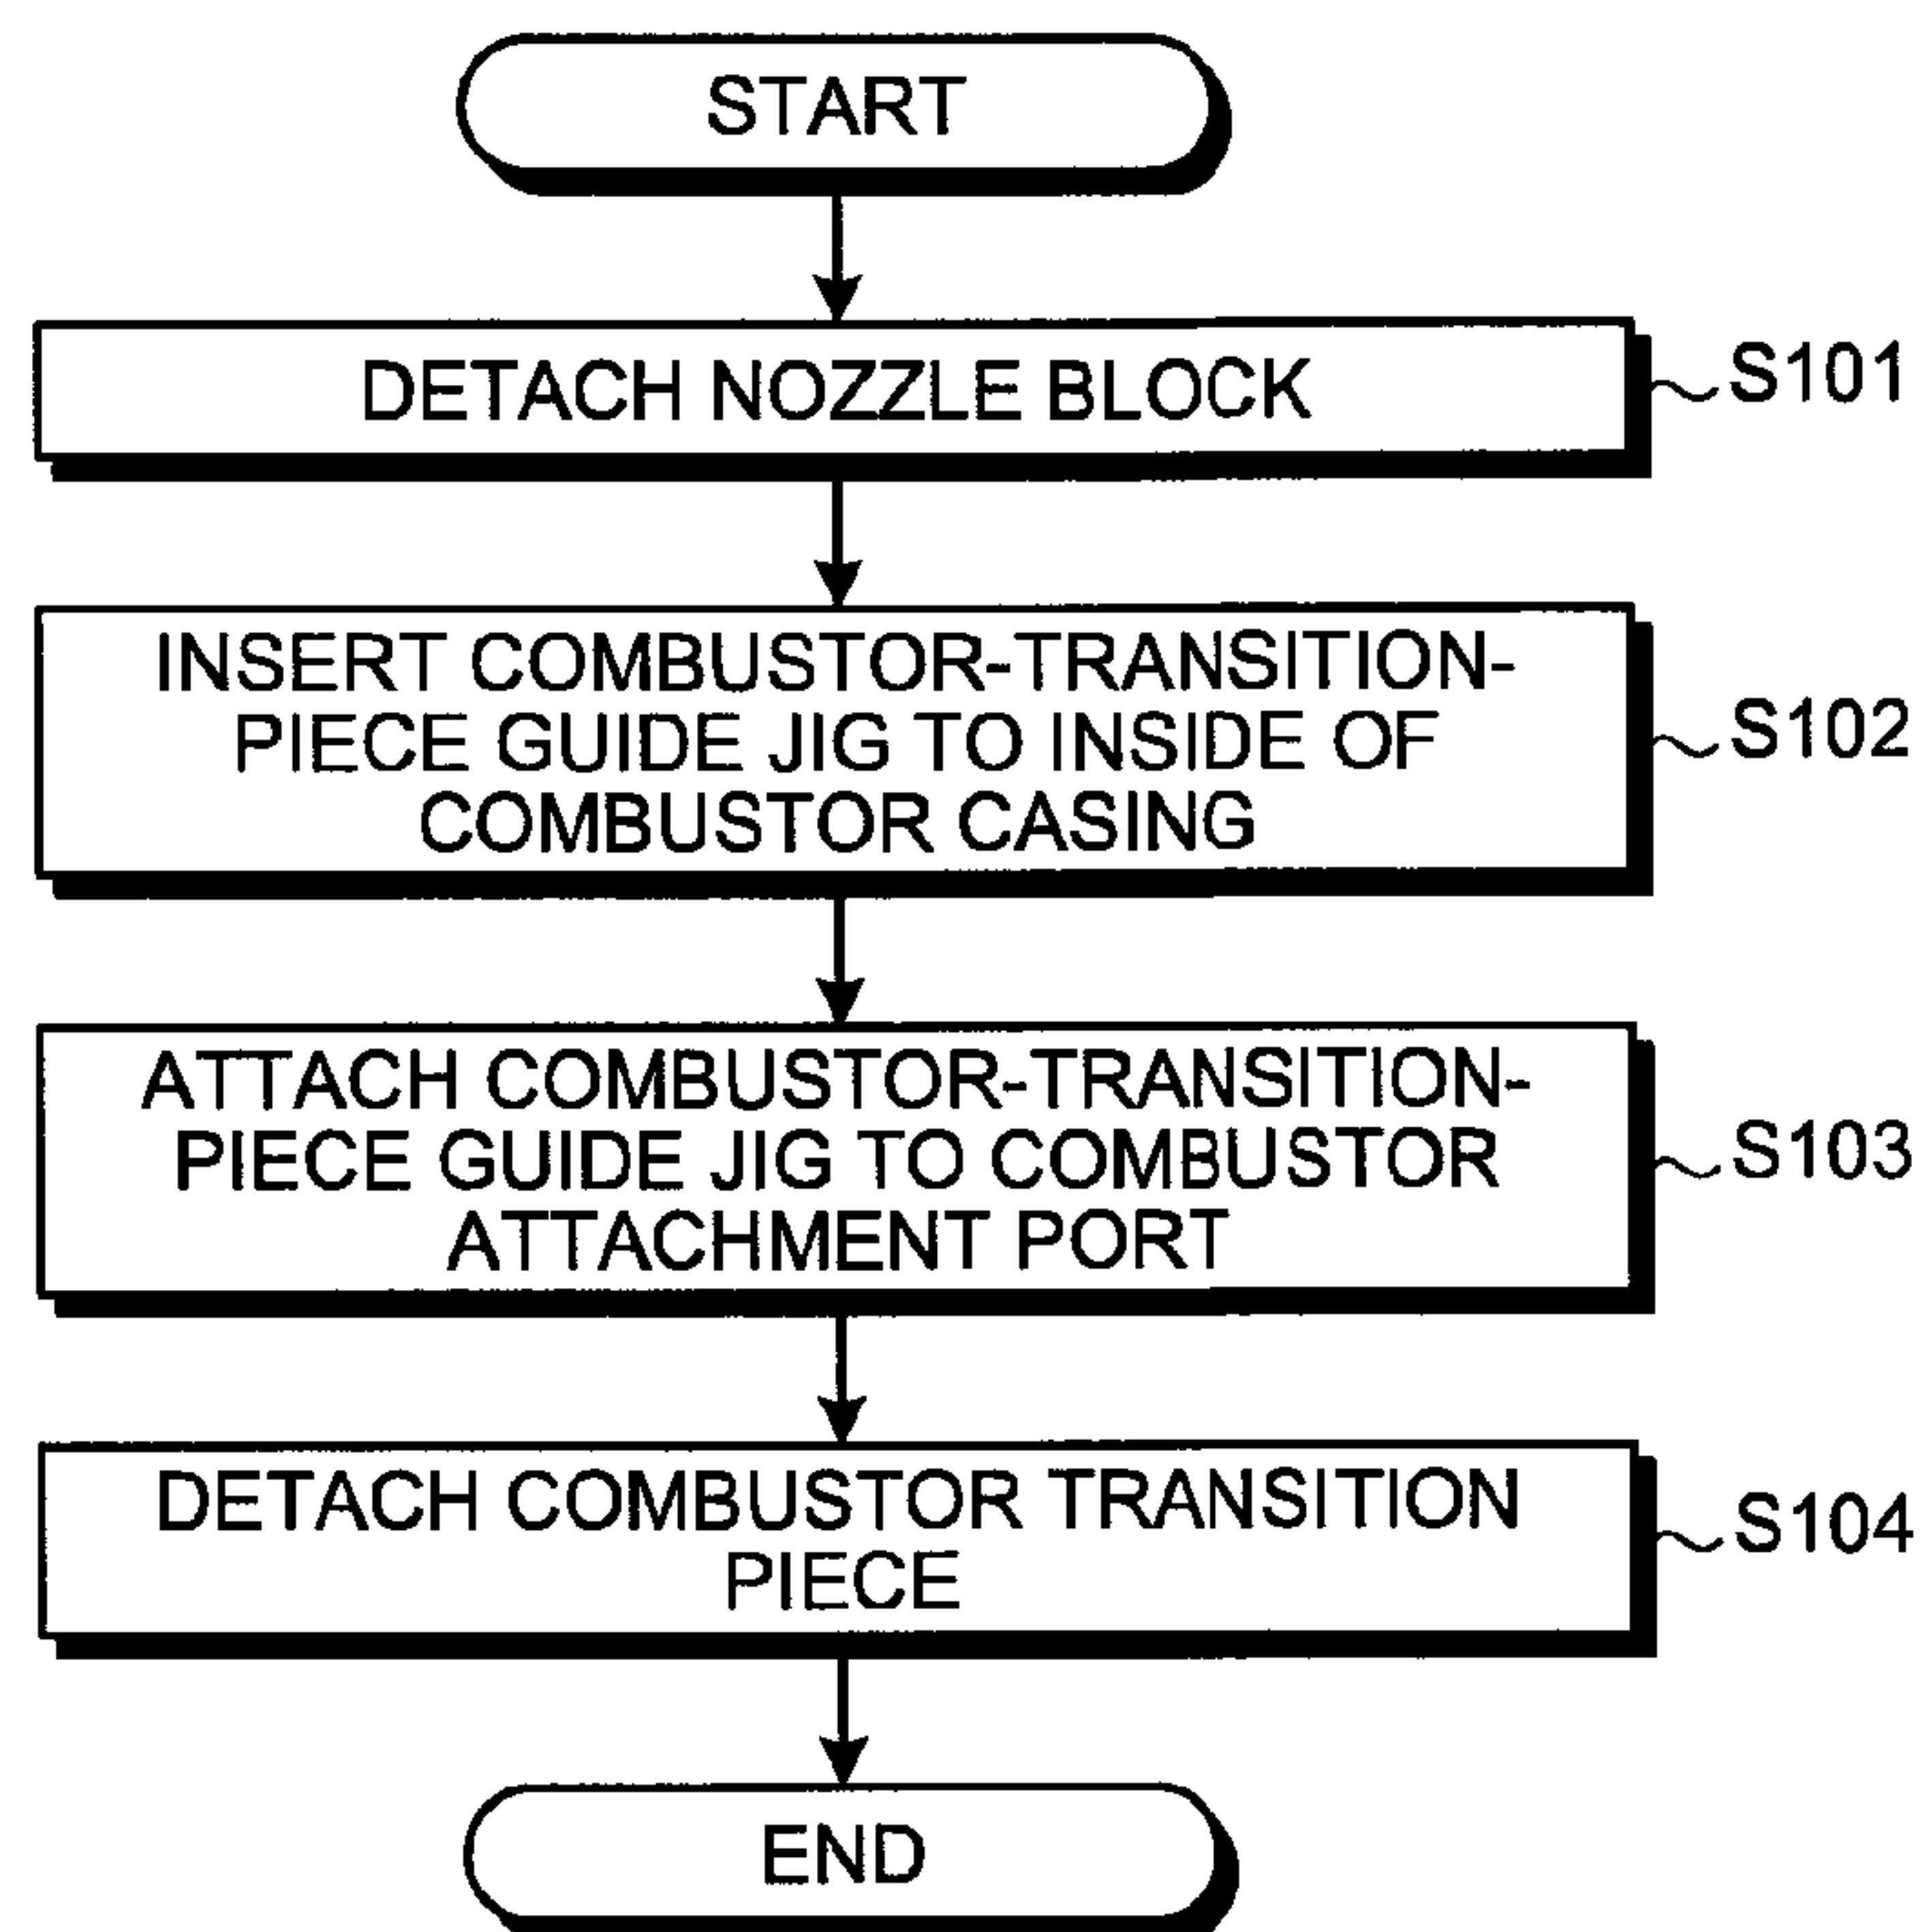 START
DETACH NOZZLE BLOCK
S101
INSERT COMBUSTOR-TRANSITION-
PIECE GUIDE JIG TO INSIDE OF
COMBUSTOR CASING
S102
ATTACH COMBUSTOR-TRANSITION-
PIECE GUIDE JIG TO COMBUSTOR
ATTACHMENT PORT
S103
DETACH COMBUSTOR TRANSITION
PIECE
S104
END